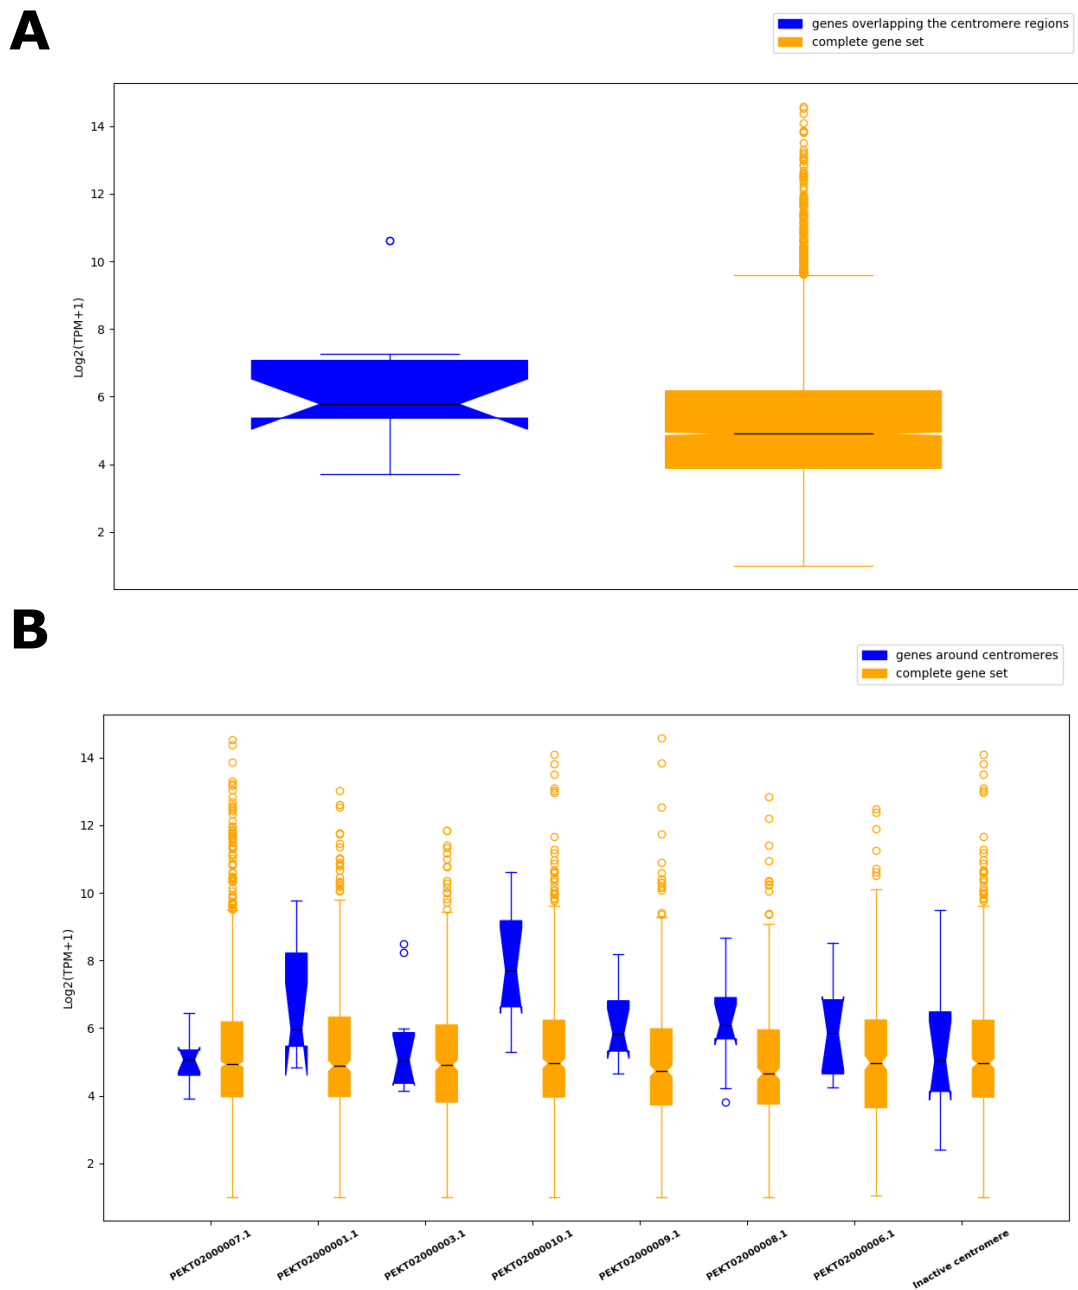 A
genes overlapping the centromere regions
complete gene set
14
12
10
8
6
4
2
Log2(TPM+1)
B
genes around centromeres
complete gene set
14
12
10
8
6
4
2
Log2(TPM+1)
PEKT02000007.1
PEKT02000001.1
PEKT02000003.1
PEKT02000010.1
PEKT02000009.1
PEKT02000008.1
PEKT02000006.1
Inactive centromere